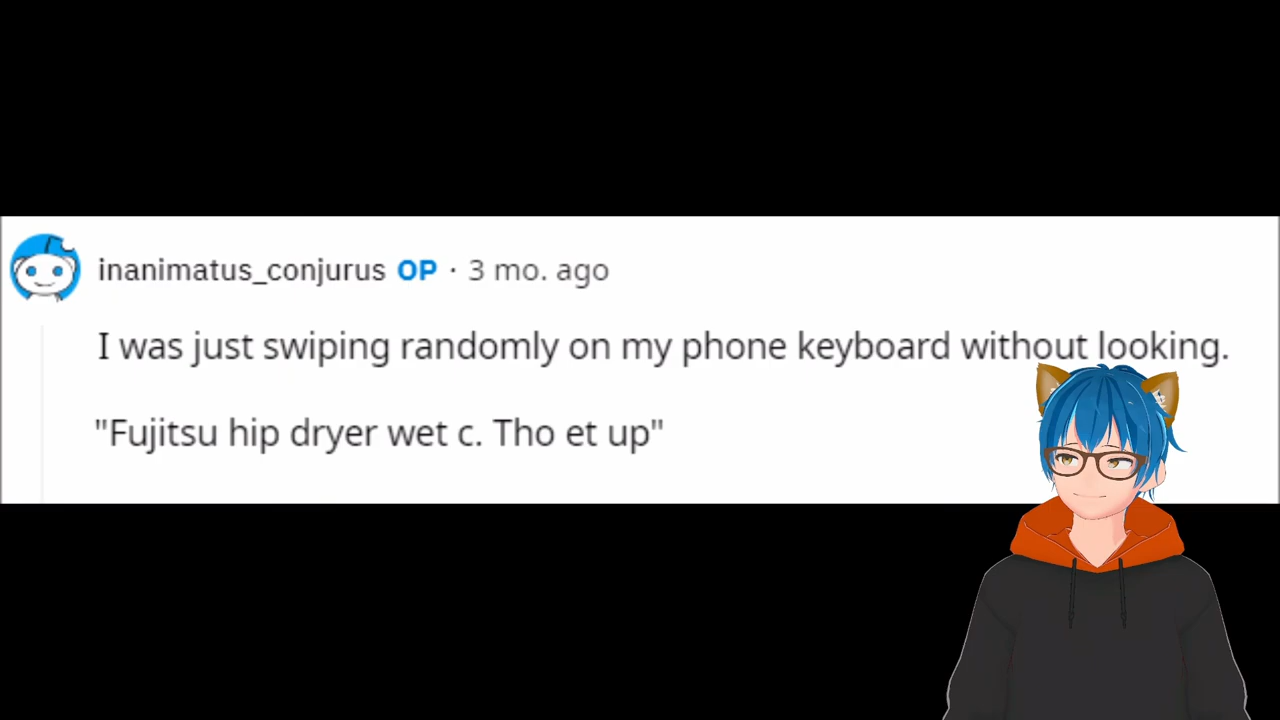 inanimatus_conjurus OP · 3 mo. ago
I was just swiping randomly on my phone keyboard without looking.
"Fujitsu hip dryer wet c. Tho et up"